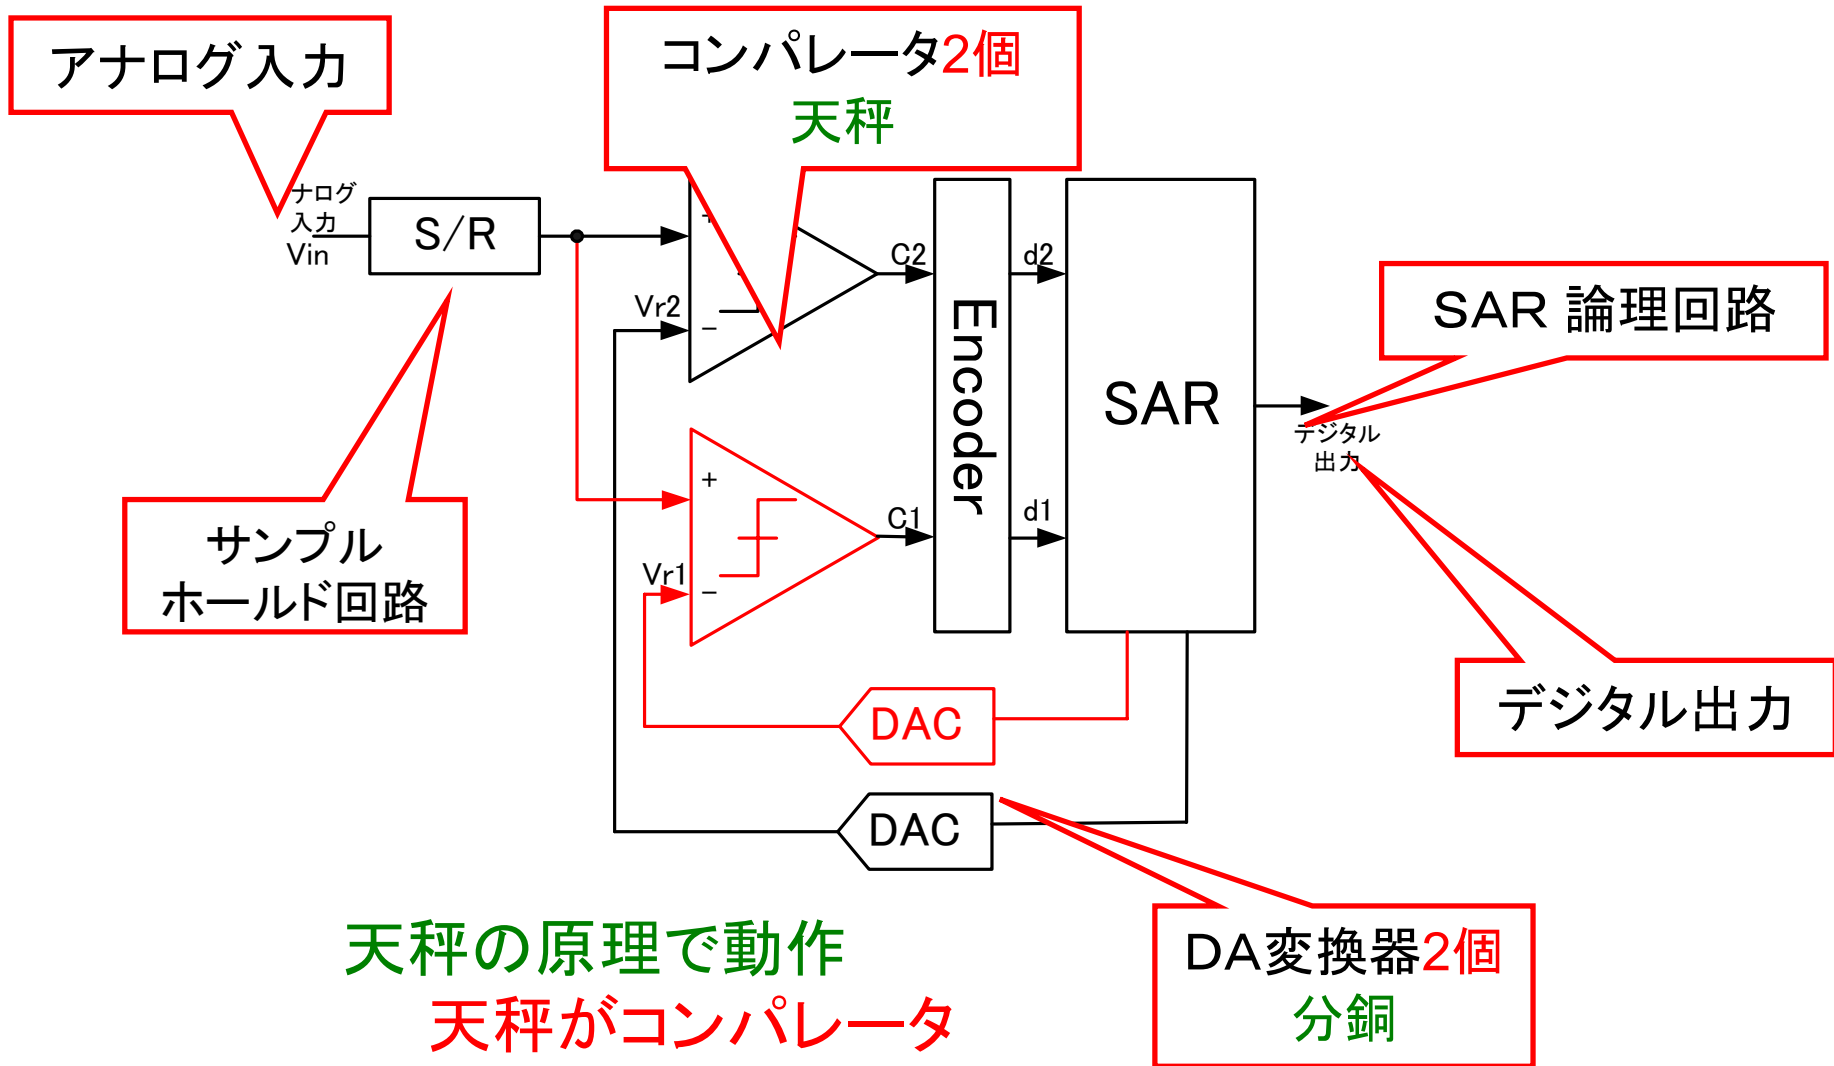 アナログ入力
コンパレータ2個
天秤
ナログ
入力
Vin
S/R
+
Vr2
−
C2
d2
Encoder
SAR
SAR 論理回路
デジタル
出力
サンプル
ホールド回路
+
Vr1
−
C1
d1
デジタル出力
DAC
DAC
天秤の原理で動作
天秤がコンパレータ
DA変換器2個
分銅